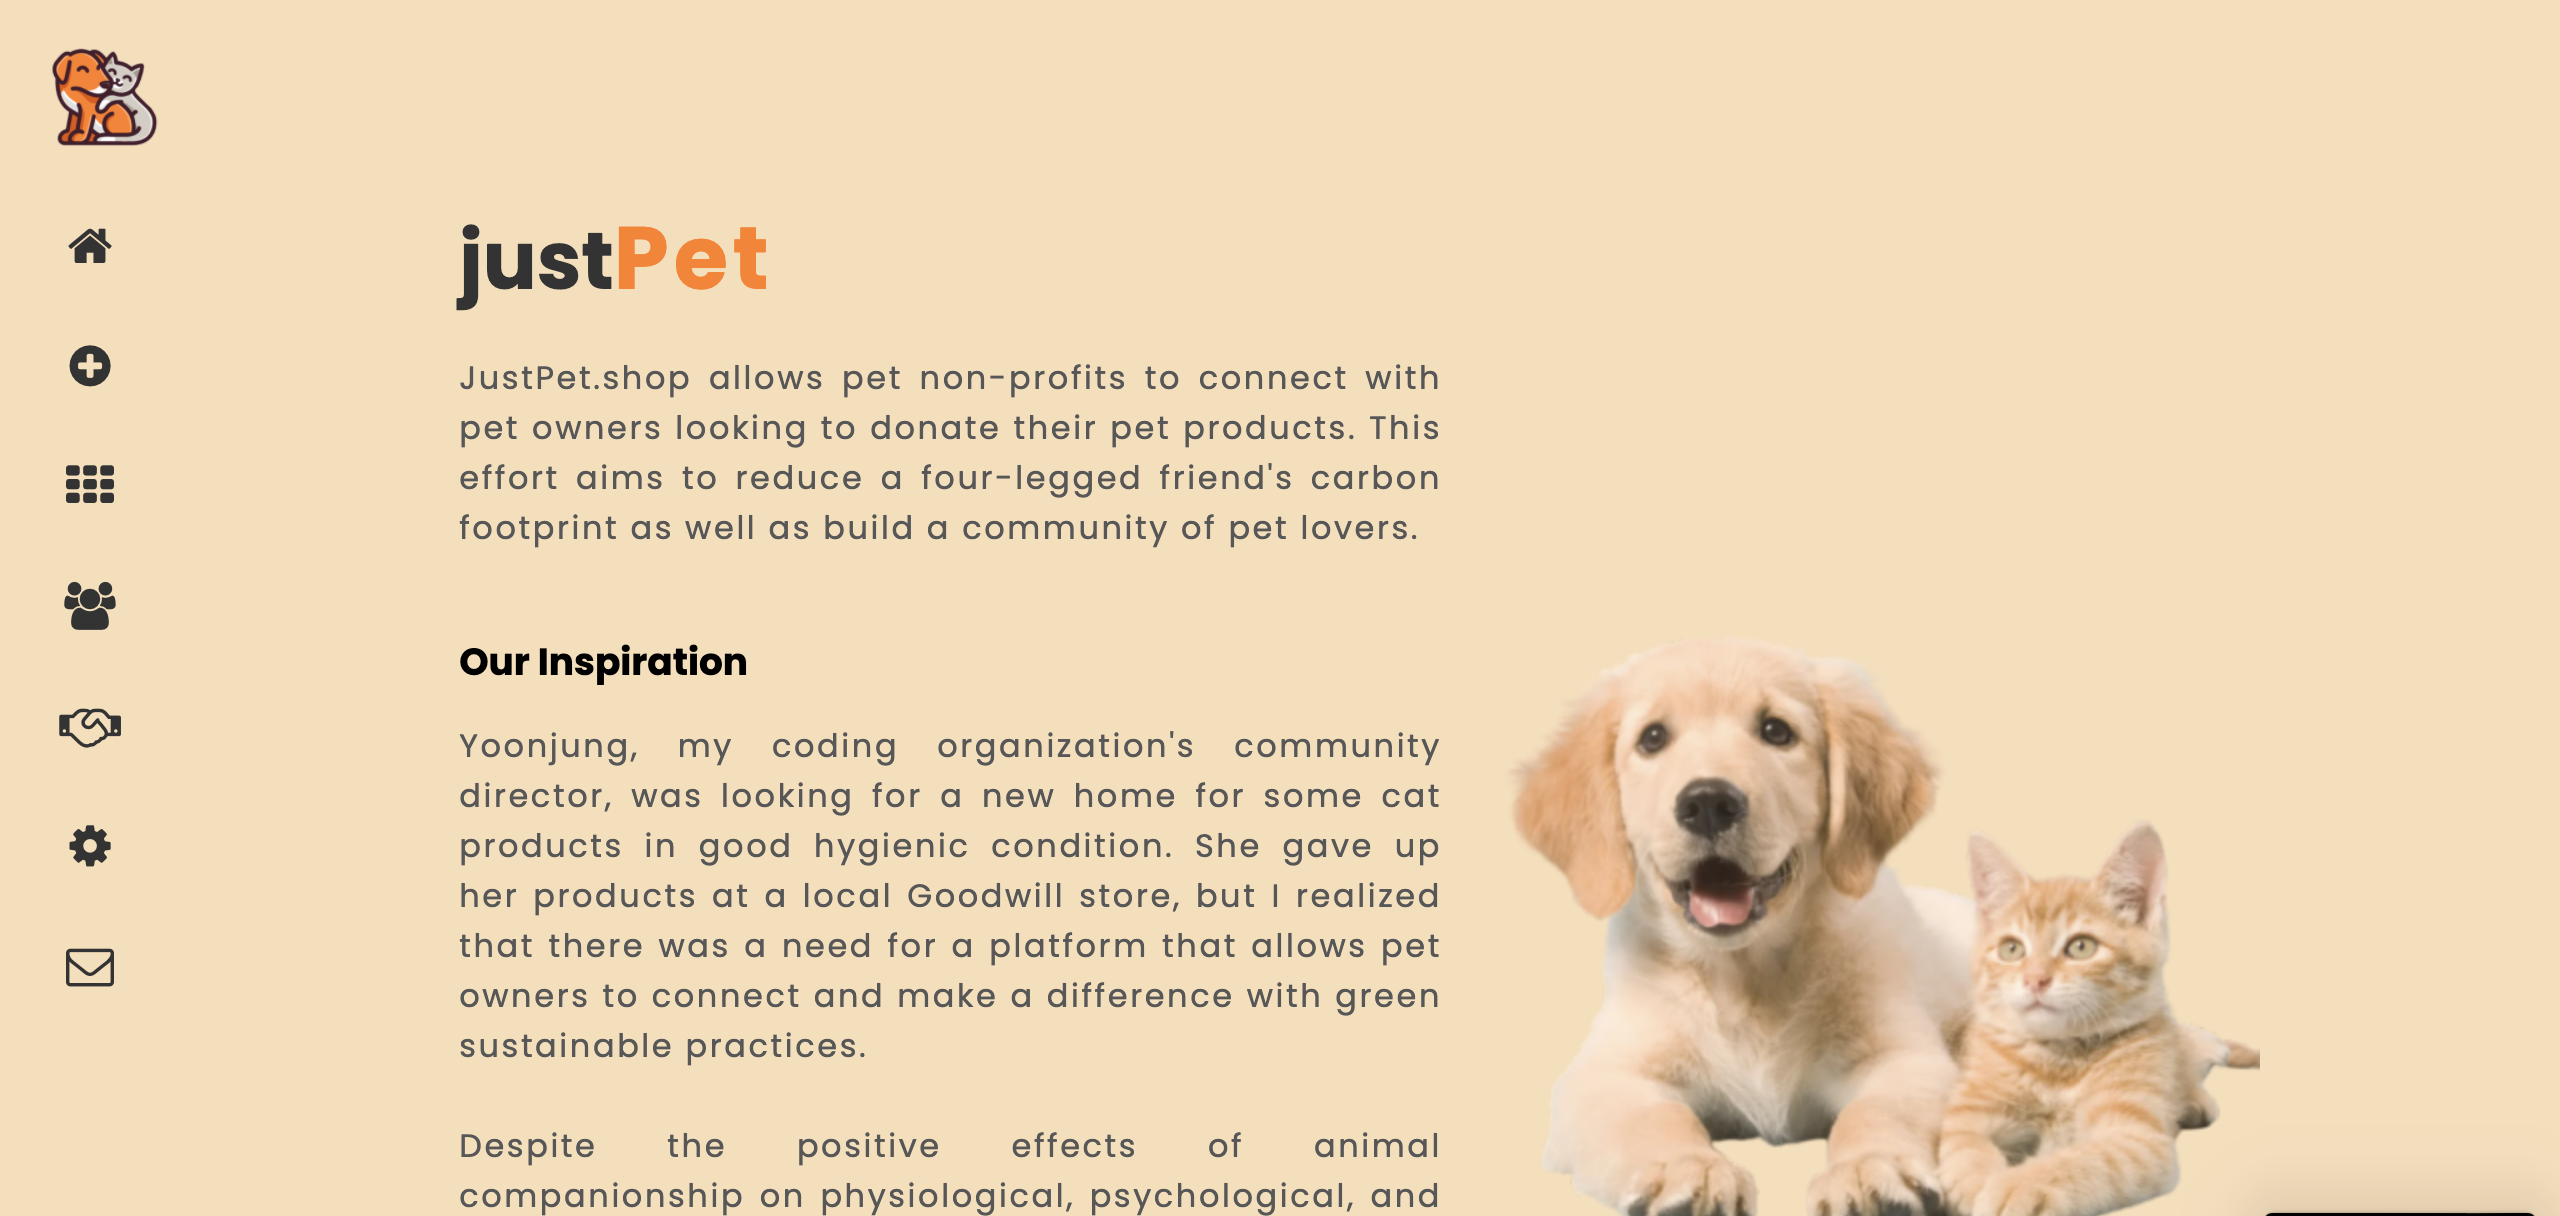 justPet
JustPet.shop allows pet non-profits to connect with
pet owners looking to donate their pet products. This
effort aims to reduce a four-legged friend's carbon
footprint as well as build a community of pet lovers.
Our Inspiration
Yoonjung, my coding organization's community
director, was looking for a new home for some cat
products in good hygienic condition. She gave up
her products at a local Goodwill store, but I realized
that there was a need for a platform that allows pet
owners to connect and make a difference with green
sustainable practices.
Despite the positive effects of animal
companionship on physiological, psychological, and